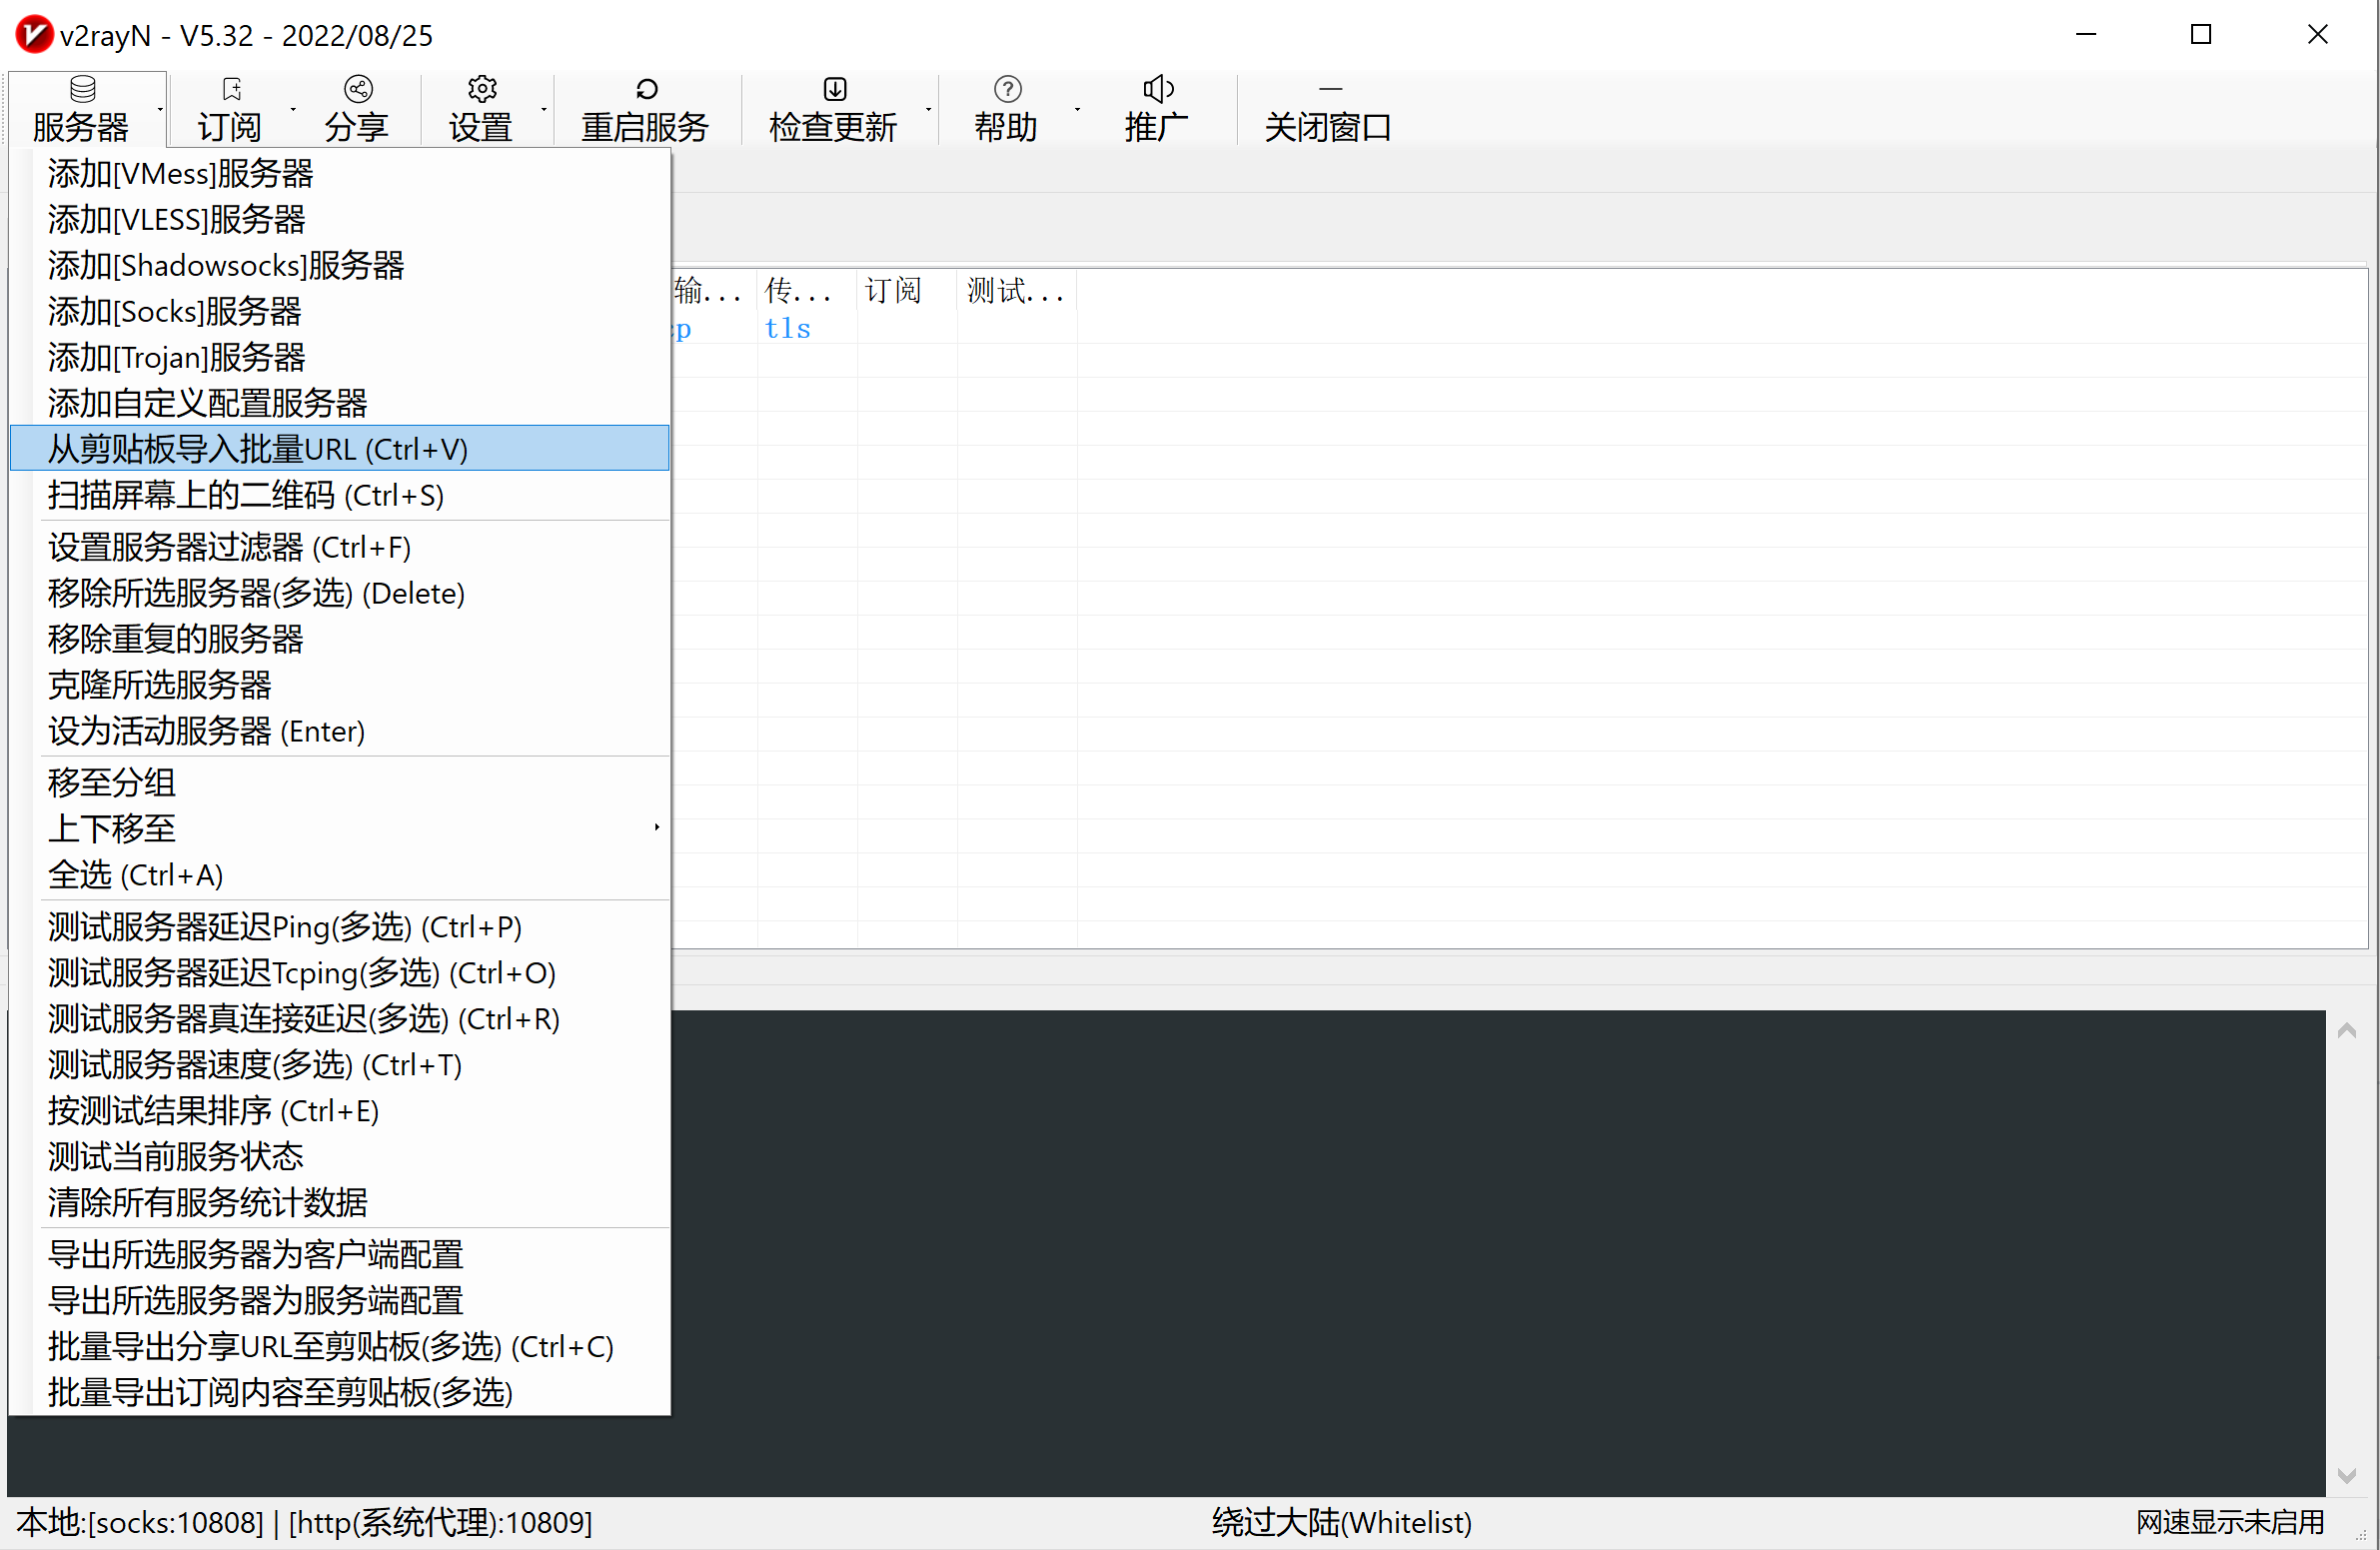 v2rayN - V5.32 - 2022/08/25
服务器 订阅 分享 设置 重启服务 检查更新 帮助 推广 关闭窗口
添加[VMess]服务器
添加[VLESS]服务器
添加[Shadowsocks]服务器
添加[Socks]服务器
添加[Trojan]服务器
添加自定义配置服务器
从剪贴板导入批量URL (Ctrl+V)
扫描屏幕上的二维码 (Ctrl+S)
设置服务器过滤器 (Ctrl+F)
移除所选服务器(多选) (Delete)
移除重复的服务器
克隆所选服务器
设为活动服务器 (Enter)
移至分组
上下移至
全选 (Ctrl+A)
测试服务器延迟Ping(多选) (Ctrl+P)
测试服务器延迟Tcping(多选) (Ctrl+O)
测试服务器真连接延迟(多选) (Ctrl+R)
测试服务器速度(多选) (Ctrl+T)
按测试结果排序 (Ctrl+E)
测试当前服务状态
清除所有服务统计数据
导出所选服务器为客户端配置
导出所选服务器为服务端配置
批量导出分享URL至剪贴板(多选) (Ctrl+C)
批量导出订阅内容至剪贴板(多选)
输... 传... 订阅 测试...
tls
本地:[socks:10808] | [http(系统代理):10809] 绕过大陆(Whitelist) 网速显示未启用